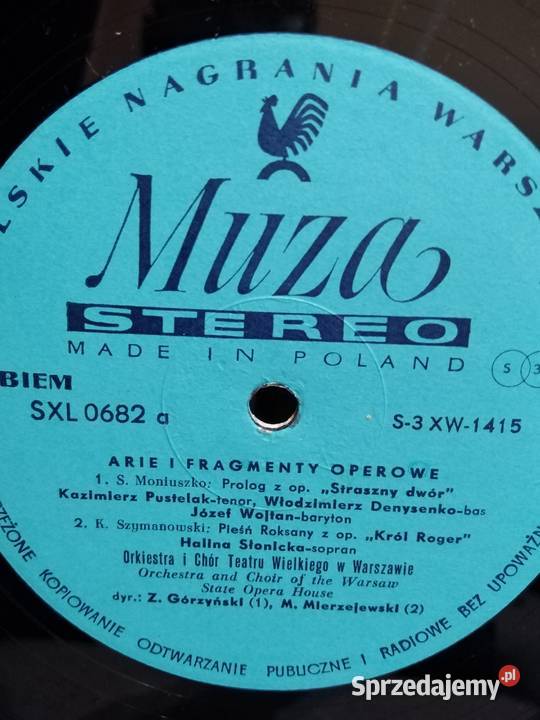 LSKIE NAGRANIA WARSZ
Muza
STEREO
MADE IN POLAND
S 3
BIEM
SXL 0682 a
S-3 XW-1415
ARIE I FRAGMENTY OPEROWE
1. S. Moniuszko: Prolog z op. „Straszny dwór”
Kazimierz Pustelak-tenor, Włodzimierz Denysenko-bas
Józef Wojtan-baryton
2. K. Szymanowski: Pieśń Roksany z op. „Król Roger”
Halina Słonicka-sopran
Orkiestra i Chór Teatru Wielkiego w Warszawie
Orchestra and Choir of the Warsaw
State Opera House
dyr.: Z. Górzyński (1), M. Mierzejewski (2)
RZEŻONE KOPIOWANIE ODTWARZANIE PUBLICZNE I RADIOWE BEZ UPOWAŻN
Sprzedajemy.pl